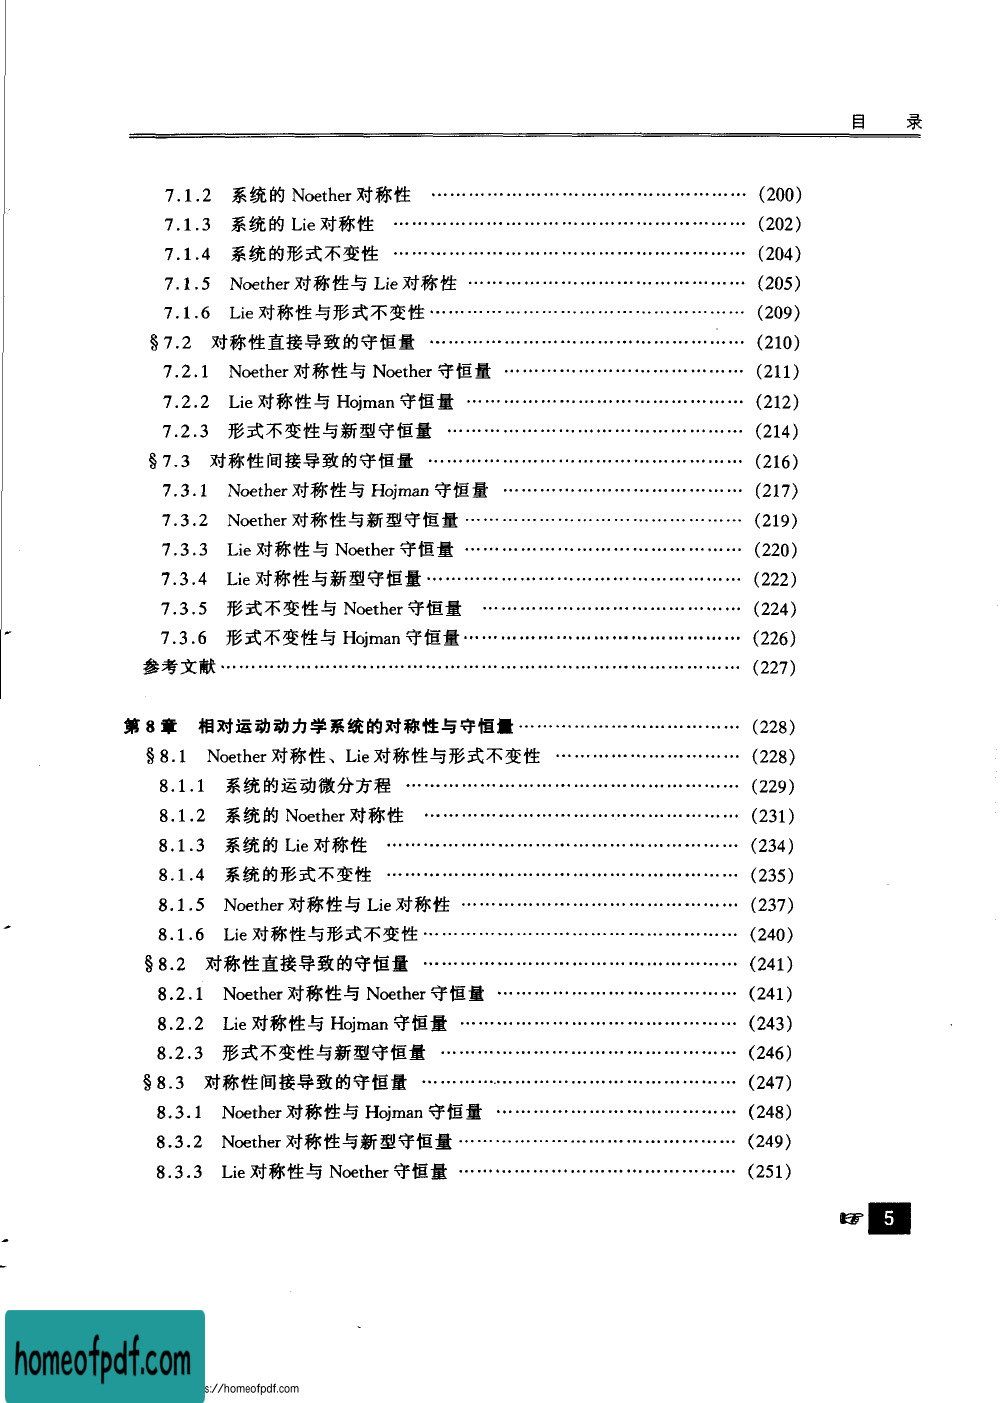 目 录
7.1.2 系统的 Noether 对称性 ……………………………………………… (200)
7.1.3 系统的 Lie 对称性 …………………………………………………… (202)
7.1.4 系统的形式不变性 …………………………………………………… (204)
7.1.5 Noether 对称性与 Lie 对称性 ………………………………………… (205)
7.1.6 Lie 对称性与形式不变性 ……………………………………………… (209)
§7.2 对称性直接导致的守恒量 ……………………………………………… (210)
7.2.1 Noether 对称性与 Noether 守恒量 ………………………………… (211)
7.2.2 Lie 对称性与 Hojman 守恒量 ………………………………………… (212)
7.2.3 形式不变性与新型守恒量 …………………………………………… (214)
§7.3 对称性间接导致的守恒量 ……………………………………………… (216)
7.3.1 Noether 对称性与 Hojman 守恒量 ………………………………… (217)
7.3.2 Noether 对称性与新型守恒量 ………………………………………… (219)
7.3.3 Lie 对称性与 Noether 守恒量 ………………………………………… (220)
7.3.4 Lie 对称性与新型守恒量 ……………………………………………… (222)
7.3.5 形式不变性与 Noether 守恒量 ……………………………………… (224)
7.3.6 形式不变性与 Hojman 守恒量 ………………………………………… (226)
参考文献 ………………………………………………………………………… (227)
第 8 章 相对运动动力学系统的对称性与守恒量 ……………………………… (228)
§8.1 Noether 对称性、Lie 对称性与形式不变性 ………………………… (228)
8.1.1 系统的运动微分方程 ………………………………………………… (229)
8.1.2 系统的 Noether 对称性 ……………………………………………… (231)
8.1.3 系统的 Lie 对称性 …………………………………………………… (234)
8.1.4 系统的形式不变性 …………………………………………………… (235)
8.1.5 Noether 对称性与 Lie 对称性 ………………………………………… (237)
8.1.6 Lie 对称性与形式不变性 ……………………………………………… (240)
§8.2 对称性直接导致的守恒量 ……………………………………………… (241)
8.2.1 Noether 对称性与 Noether 守恒量 ………………………………… (241)
8.2.2 Lie 对称性与 Hojman 守恒量 ………………………………………… (243)
8.2.3 形式不变性与新型守恒量 …………………………………………… (246)
§8.3 对称性间接导致的守恒量 ……………………………………………… (247)
8.3.1 Noether 对称性与 Hojman 守恒量 ………………………………… (248)
8.3.2 Noether 对称性与新型守恒量 ………………………………………… (249)
8.3.3 Lie 对称性与 Noether 守恒量 ………………………………………… (251)
☞ 5
homeofpdf.com
s://homeofpdf.com